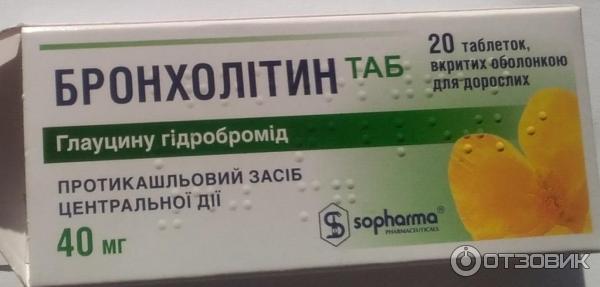 БРОНХОЛІТИН ТАБ
20 таблеток,
вкритих оболонкою
для дорослих
Глауцину гідробромід
ПРОТИКАШЛЬОВИЙ ЗАСІБ
ЦЕНТРАЛЬНОЇ ДІЇ
40 мг
sopharma®
PHARMACEUTICALS
ОТЗОВИК